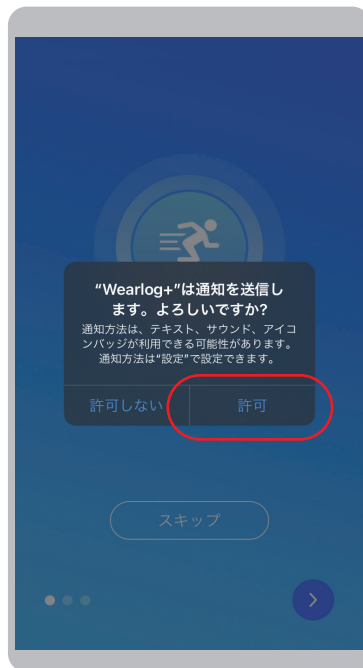 “Wearlog+”は通知を送信し
ます。よろしいですか?
通知方法は、テキスト、サウンド、アイコ
ンバッジが利用できる可能性があります。
通知方法は“設定”で設定できます。
許可しない
許可
スキップ